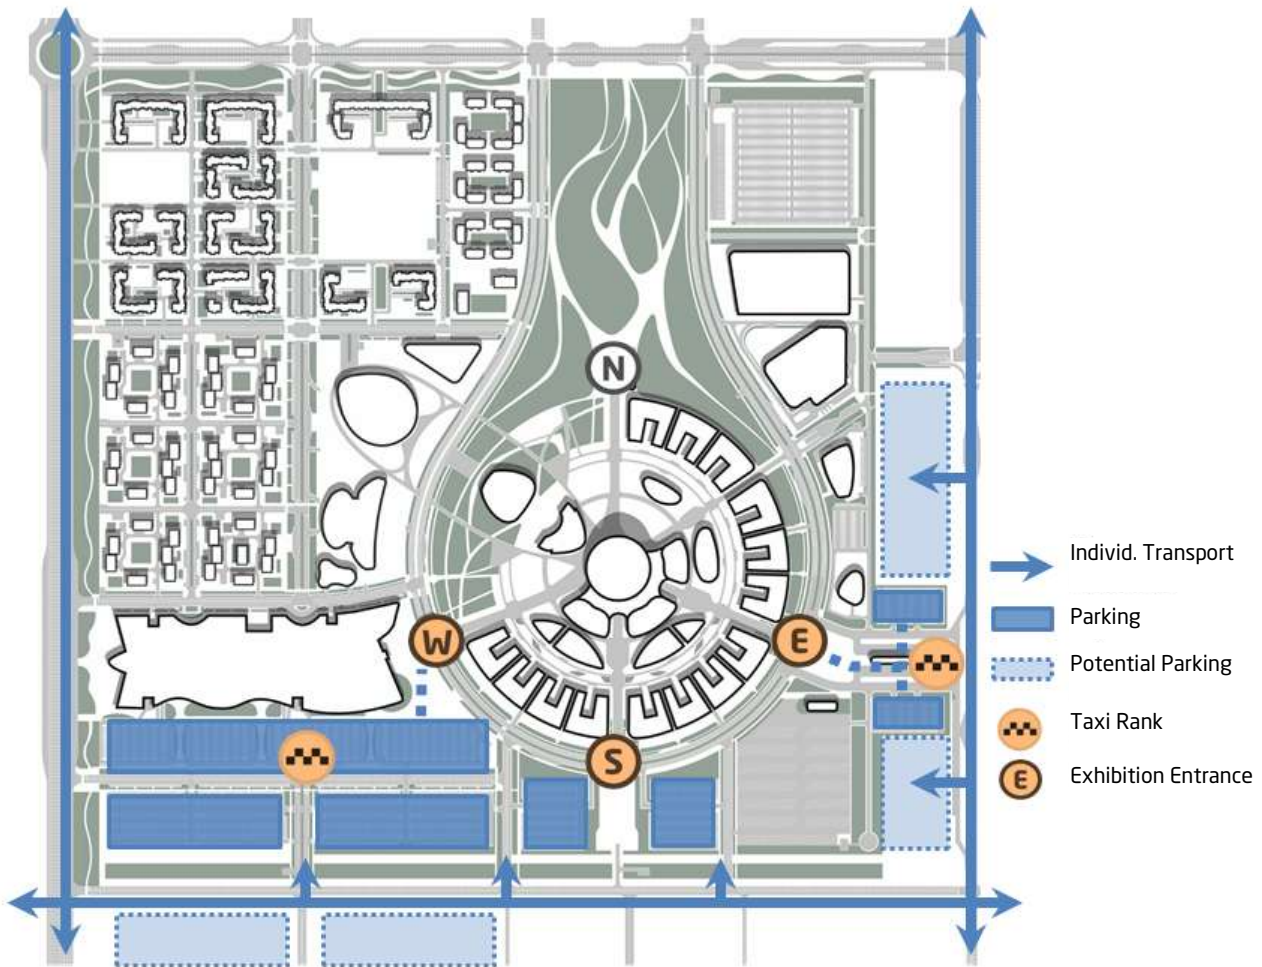 N
W
E
S
Individ. Transport
Parking
Potential Parking
Taxi Rank
E
Exhibition Entrance